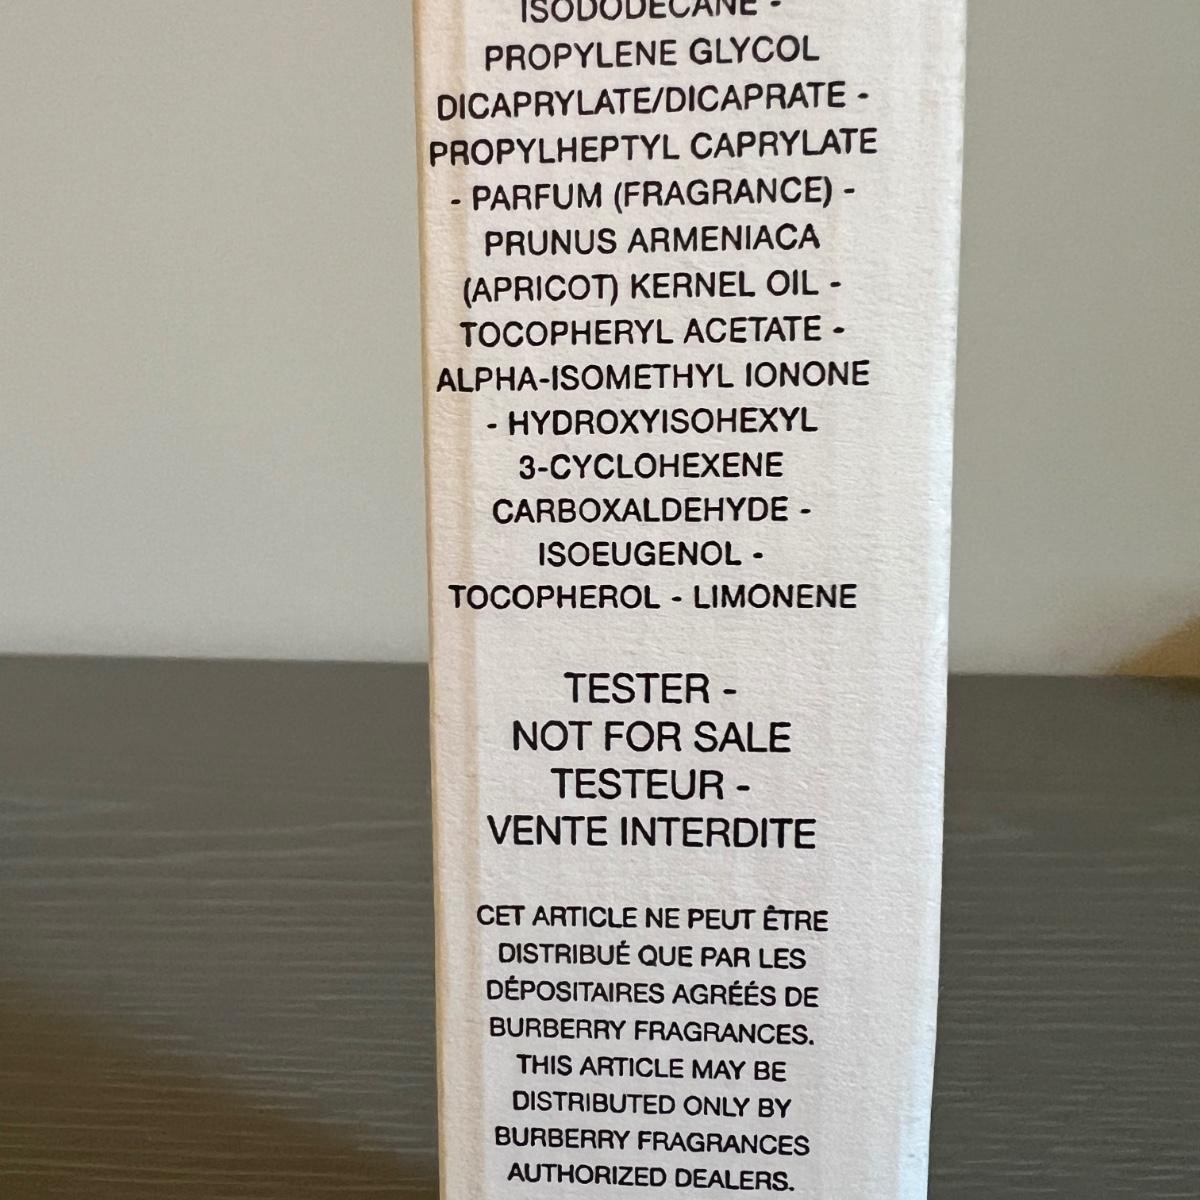 ISODODECANE -
PROPYLENE GLYCOL
DICAPRYLATE/DICAPRATE -
PROPYLHEPTYL CAPRYLATE
- PARFUM (FRAGRANCE) -
PRUNUS ARMENIACA
(APRICOT) KERNEL OIL -
TOCOPHERYL ACETATE -
ALPHA-ISOMETHYL IONONE
- HYDROXYISOHEXYL
3-CYCLOHEXENE
CARBOXALDEHYDE -
ISOEUGENOL -
TOCOPHEROL - LIMONENE
TESTER -
NOT FOR SALE
TESTEUR -
VENTE INTERDITE
CET ARTICLE NE PEUT ÊTRE
DISTRIBUÉ QUE PAR LES
DÉPOSITAIRES AGRÉÉS DE
BURBERRY FRAGRANCES.
THIS ARTICLE MAY BE
DISTRIBUTED ONLY BY
BURBERRY FRAGRANCES
AUTHORIZED DEALERS.